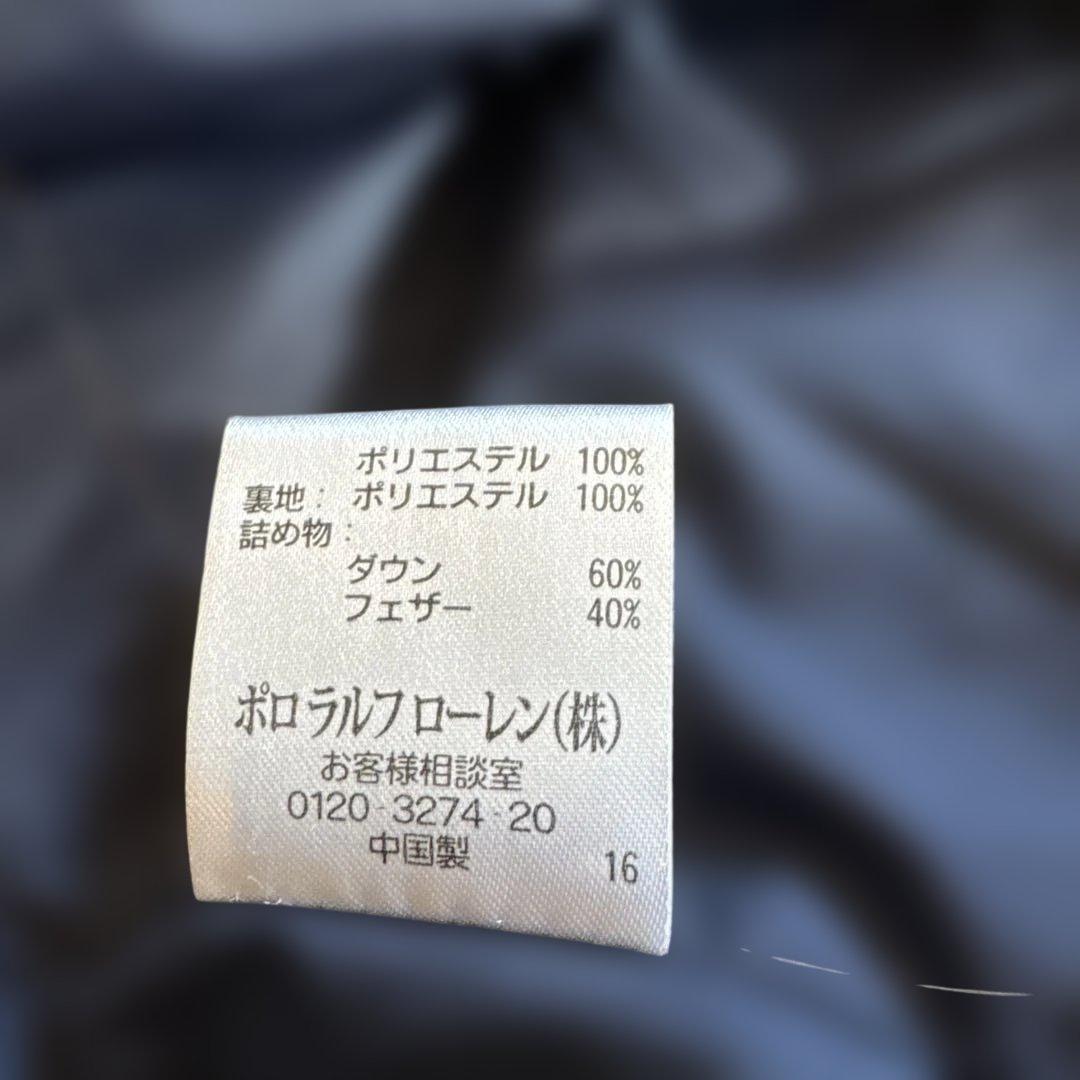 ポリエステル 100%
裏地: ポリエステル 100%
詰め物:
ダウン 60%
フェザー 40%
ポロ ラルフ ローレン(株)
お客様相談室
0120-3274-20
中国製
16